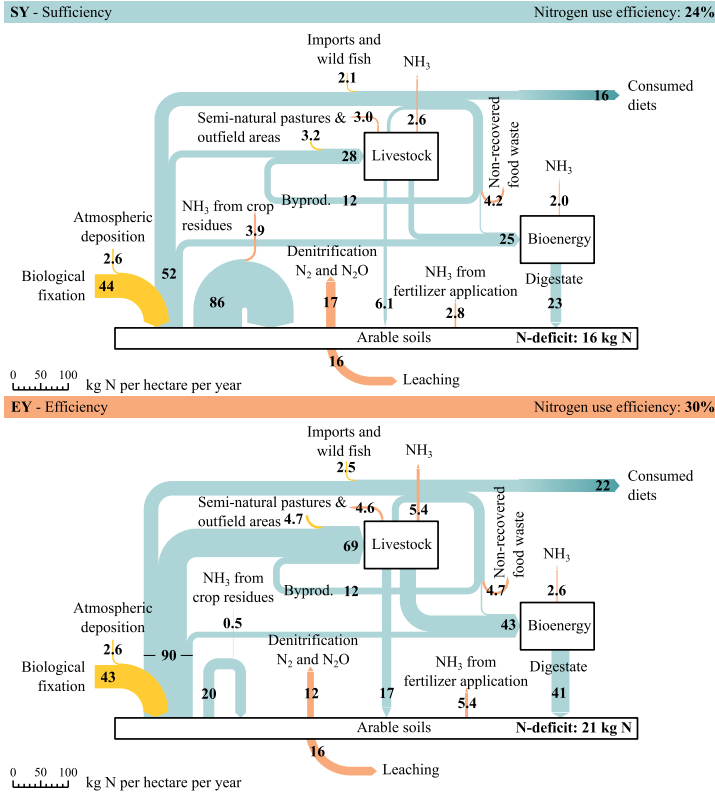 SY - Sufficiency
Nitrogen use efficiency: 24%
Imports and
wild fish
2.1
NH3
16
Consumed
diets
Semi-natural pastures &
outfield areas
3.0
3.2
2.6
28
Livestock
Non-recovered
food waste
NH3
Byprod. 12
4.2
2.0
Atmospheric
deposition
NH3 from crop
residues
3.9
25
Bioenergy
2.6
Denitrification
N2 and N2O
NH3 from
fertilizer application
Digestate
Biological
fixation
44
52
86
17
6.1
2.8
23
Arable soils
N-deficit: 16 kg N
16
Leaching
0 50 100
kg N per hectare per year
EY - Efficiency
Nitrogen use efficiency: 30%
Imports and
wild fish
2.5
NH3
22
Consumed
diets
Semi-natural pastures &
outfield areas
4.6
4.7
5.4
69
Livestock
Non-recovered
food waste
NH3
NH3 from
crop residues
Byprod. 12
4.7
2.6
Atmospheric
deposition
0.5
43
Bioenergy
2.6
90
Denitrification
N2 and N2O
NH3 from
fertilizer application
Digestate
Biological
fixation
43
20
12
17
5.4
41
Arable soils
N-deficit: 21 kg N
16
Leaching
0 50 100
kg N per hectare per year